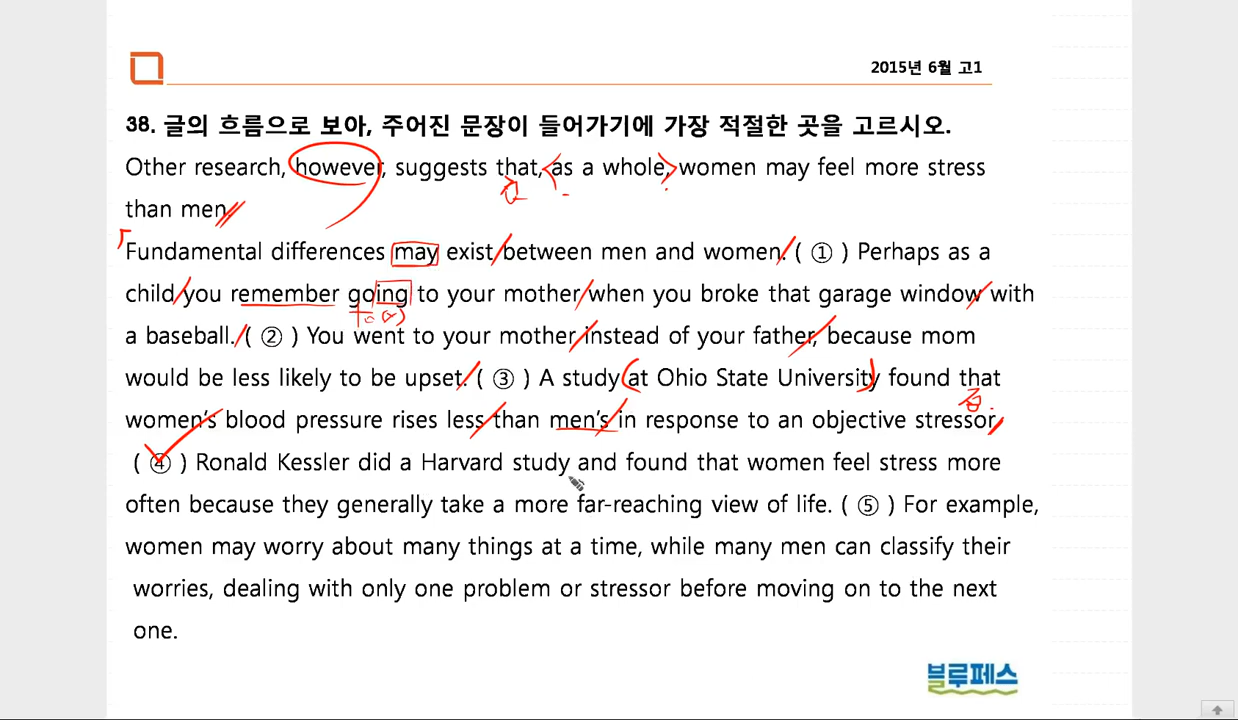 2015년 6월 고1
38. 글의 흐름으로 보아, 주어진 문장이 들어가기에 가장 적절한 곳을 고르시오.
Other research, however, suggests that, as a whole, women may feel more stress
than men.
Fundamental differences may exist between men and women. ( ① ) Perhaps as a
child you remember going to your mother when you broke that garage window with
to (x)
a baseball. ( ② ) You went to your mother instead of your father, because mom
would be less likely to be upset. ( ③ ) A study at Ohio State University found that
women's blood pressure rises less than men's in response to an objective stressor.
( ④ ) Ronald Kessler did a Harvard study and found that women feel stress more
often because they generally take a more far-reaching view of life. ( ⑤ ) For example,
women may worry about many things at a time, while many men can classify their
worries, dealing with only one problem or stressor before moving on to the next
one.
블루페스